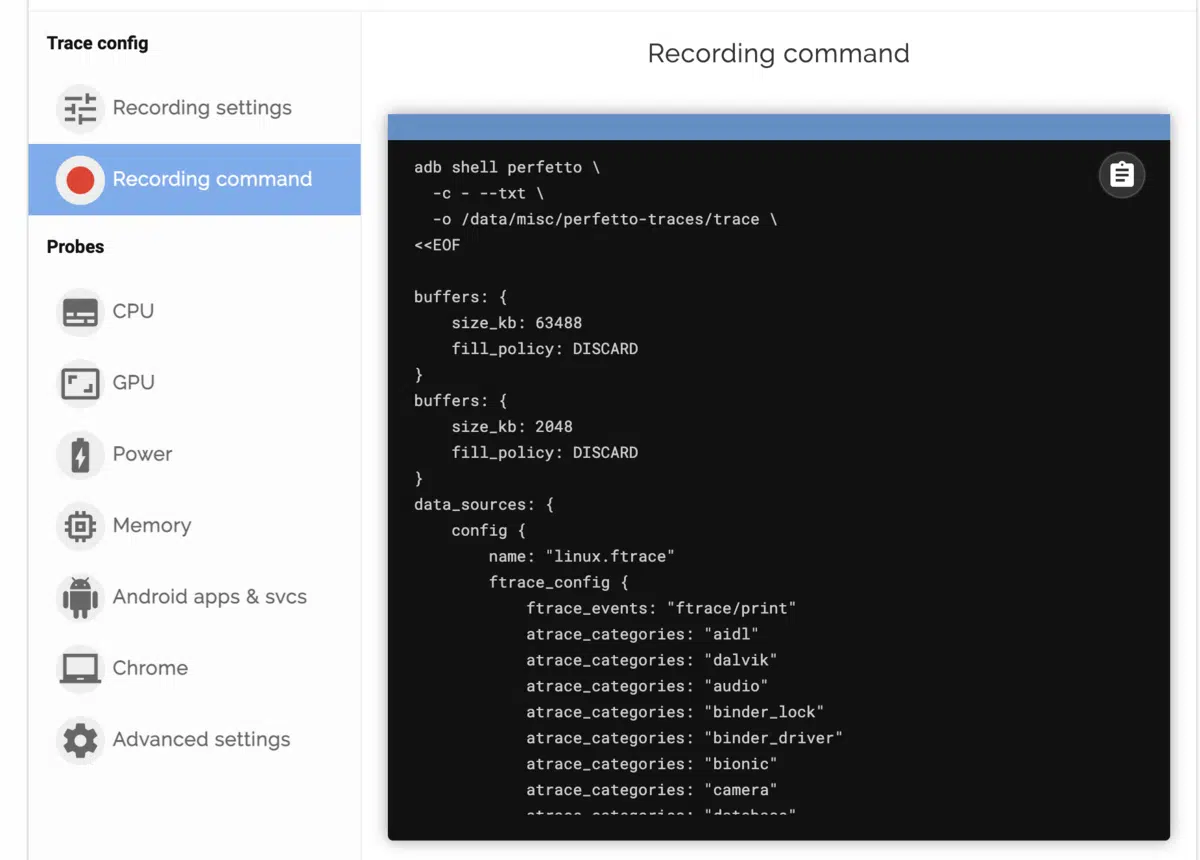 Trace config
Recording settings
Recording command
Probes
CPU
GPU
Power
Memory
Android apps & svcs
Chrome
Advanced settings
Recording command
adb shell perfetto \
  -c - --txt \
  -o /data/misc/perfetto-traces/trace \
<<EOF
buffers: {
    size_kb: 63488
    fill_policy: DISCARD
}
buffers: {
    size_kb: 2048
    fill_policy: DISCARD
}
data_sources: {
    config {
        name: "linux.ftrace"
        ftrace_config {
            ftrace_events: "ftrace/print"
            atrace_categories: "aidl"
            atrace_categories: "dalvik"
            atrace_categories: "audio"
            atrace_categories: "binder_lock"
            atrace_categories: "binder_driver"
            atrace_categories: "bionic"
            atrace_categories: "camera"
            atrace_categories: "database"